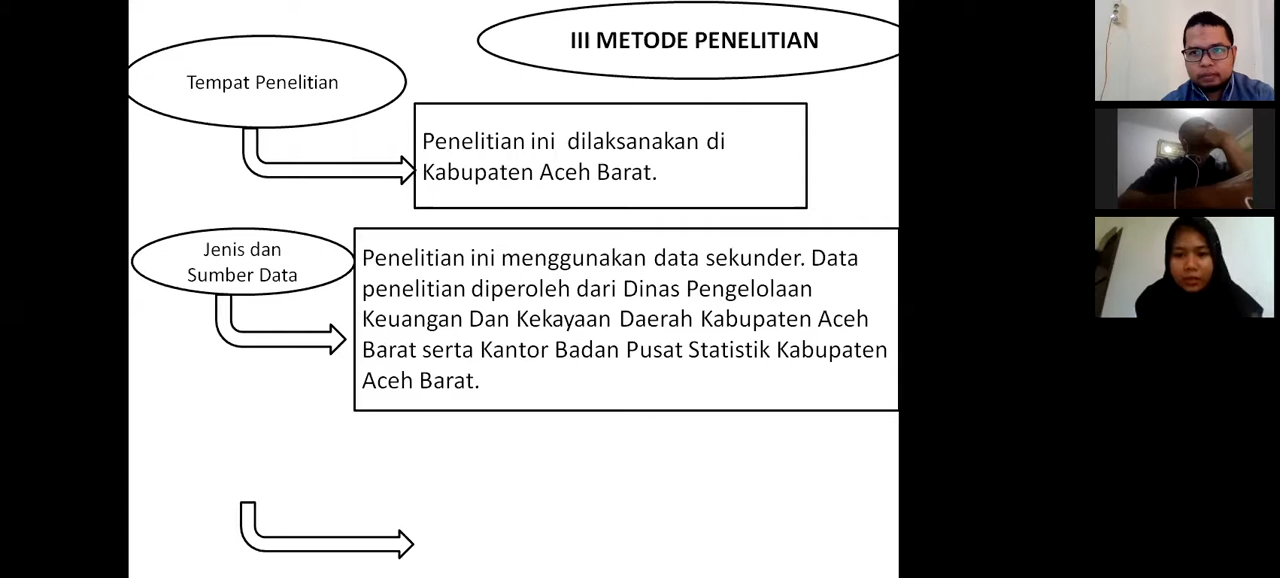 III METODE PENELITIAN
Tempat Penelitian
Penelitian ini  dilaksanakan di
Kabupaten Aceh Barat.
Jenis dan
Sumber Data
Penelitian ini menggunakan data sekunder. Data
penelitian diperoleh dari Dinas Pengelolaan
Keuangan Dan Kekayaan Daerah Kabupaten Aceh
Barat serta Kantor Badan Pusat Statistik Kabupaten
Aceh Barat.